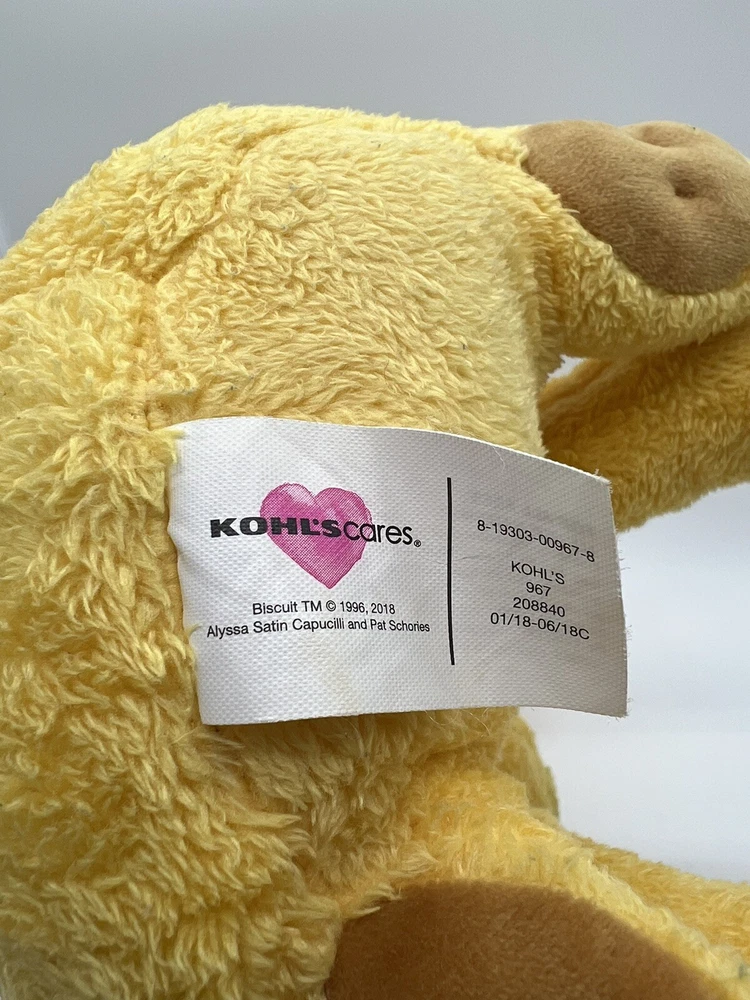 KOHL'S cares®
Biscuit TM © 1996, 2018
Alyssa Satin Capucilli and Pat Schories
8-19303-00967-8
KOHL'S
967
208840
01/18-06/18C